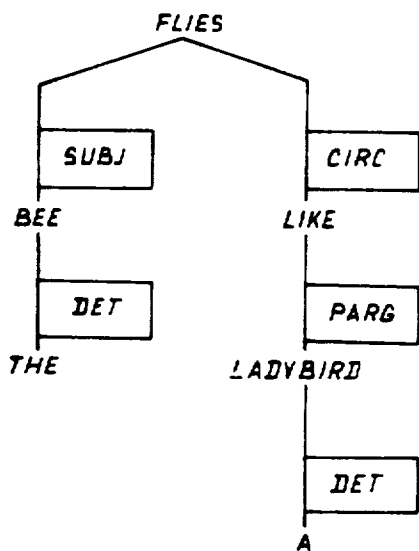 FLIES
SUBJ CIRC
BEE LIKE
DET PARG
THE LADYBIRD
DET
A